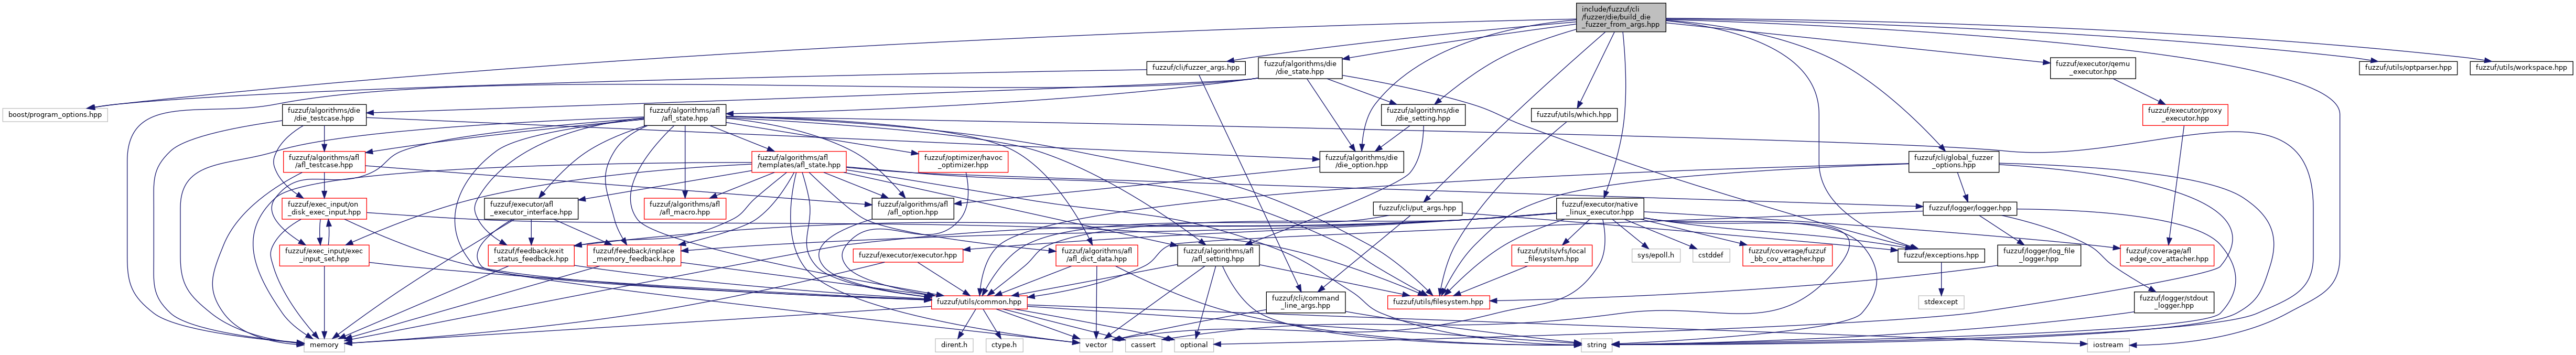 include/fuzzuf/cli
/fuzzer/die/build_die
_fuzzer_from_args.hpp
fuzzuf/cli/fuzzer_args.hpp
fuzzuf/algorithms/die
/die_state.hpp
fuzzuf/executor/qemu
_executor.hpp
fuzzuf/utils/optparser.hpp
fuzzuf/utils/workspace.hpp
boost/program_options.hpp
fuzzuf/algorithms/die
/die_testcase.hpp
fuzzuf/algorithms/afl
/afl_state.hpp
fuzzuf/algorithms/die
/die_setting.hpp
fuzzuf/utils/which.hpp
fuzzuf/executor/proxy
_executor.hpp
fuzzuf/algorithms/afl
/afl_testcase.hpp
fuzzuf/algorithms/afl
/templates/afl_state.hpp
fuzzuf/optimizer/havoc
_optimizer.hpp
fuzzuf/algorithms/die
/die_option.hpp
fuzzuf/cli/global_fuzzer
_options.hpp
fuzzuf/exec_input/on
_disk_exec_input.hpp
fuzzuf/executor/afl
_executor_interface.hpp
fuzzuf/algorithms/afl
/afl_macro.hpp
fuzzuf/algorithms/afl
/afl_option.hpp
fuzzuf/cli/put_args.hpp
fuzzuf/executor/native
_linux_executor.hpp
fuzzuf/logger/logger.hpp
fuzzuf/exec_input/exec
_input_set.hpp
fuzzuf/feedback/exit
_status_feedback.hpp
fuzzuf/feedback/inplace
_memory_feedback.hpp
fuzzuf/executor/executor.hpp
fuzzuf/algorithms/afl
/afl_dict_data.hpp
fuzzuf/algorithms/afl
/afl_setting.hpp
fuzzuf/utils/vfs/local
_filesystem.hpp
sys/epoll.h
cstddef
fuzzuf/coverage/fuzzuf
_bb_cov_attacher.hpp
fuzzuf/exceptions.hpp
fuzzuf/logger/log_file
_logger.hpp
fuzzuf/coverage/afl
_edge_cov_attacher.hpp
fuzzuf/utils/common.hpp
fuzzuf/cli/command
_line_args.hpp
fuzzuf/utils/filesystem.hpp
stdexcept
fuzzuf/logger/stdout
_logger.hpp
memory
dirent.h
ctype.h
vector
cassert
optional
string
iostream